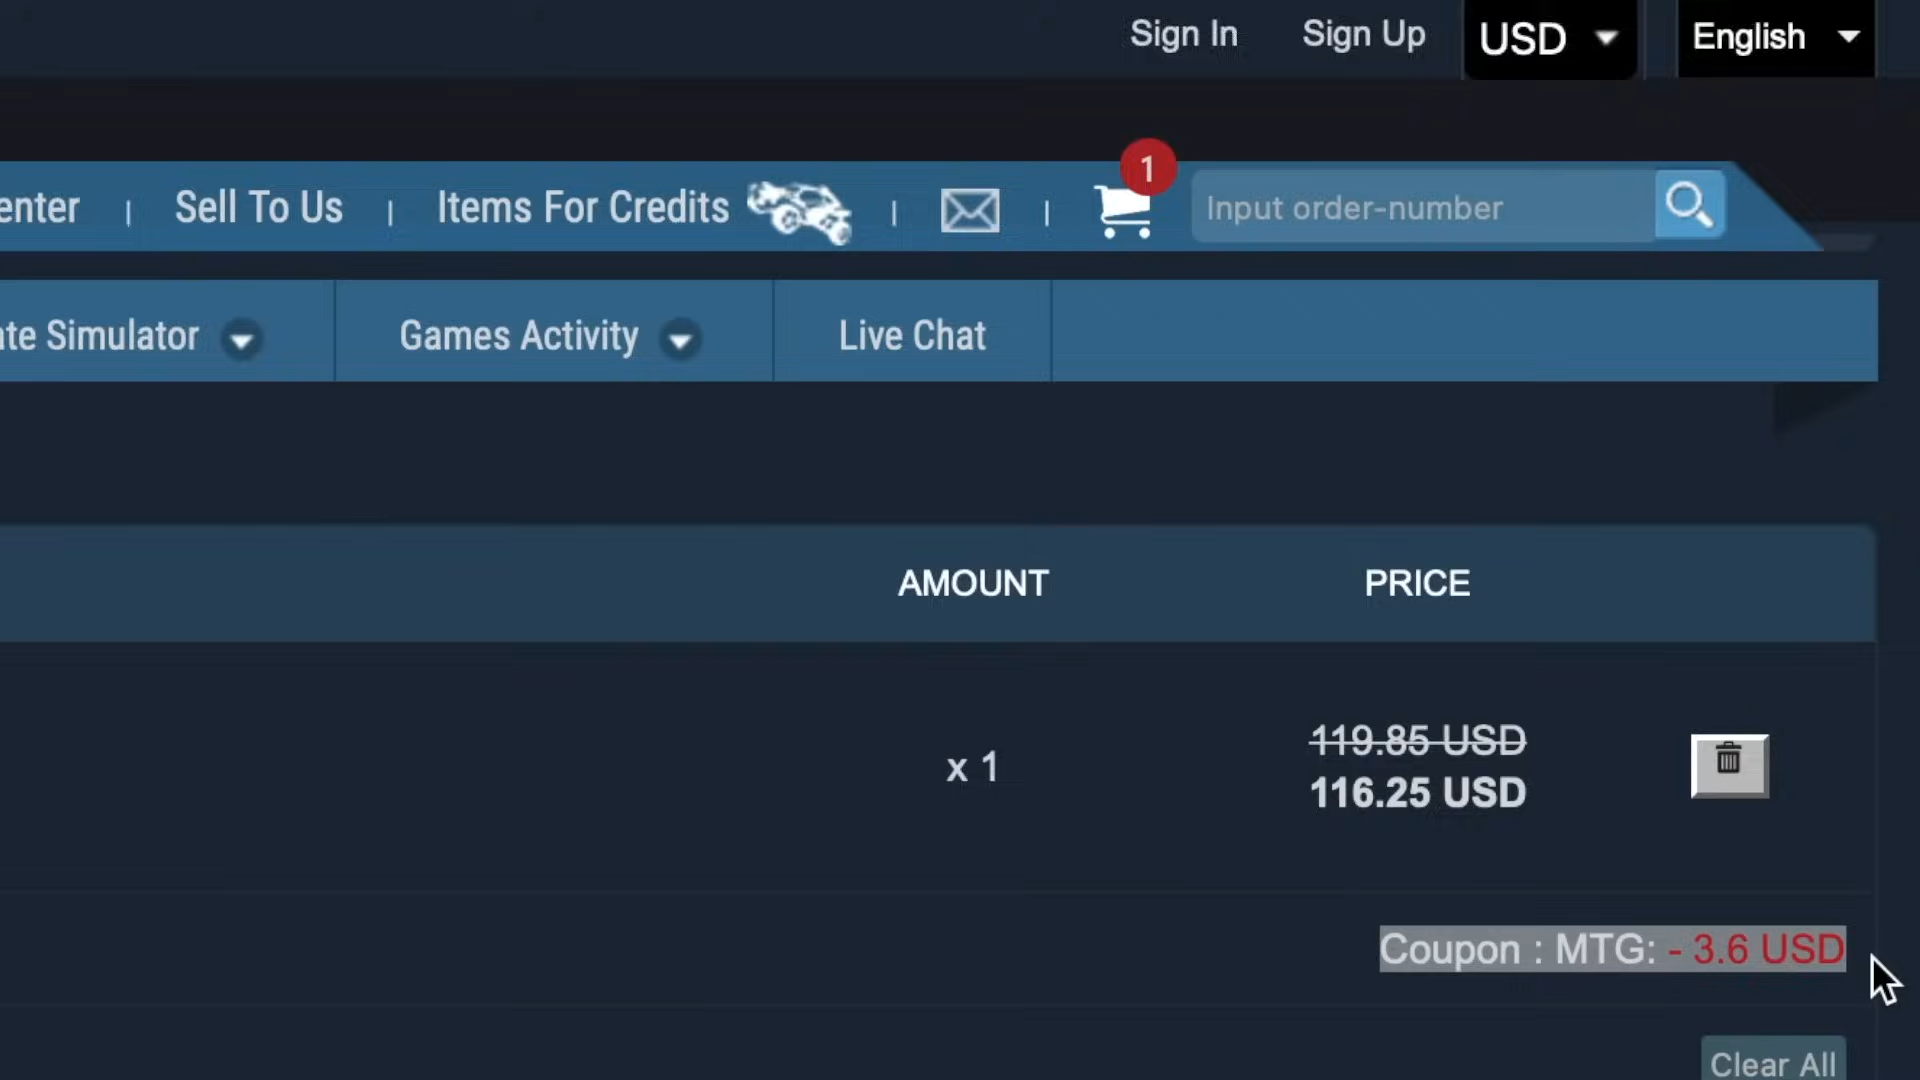 Sign In Sign Up USD English
1
enter | Sell To Us | Items For Credits | | Input order-number
ate Simulator Games Activity Live Chat
AMOUNT PRICE
119.85 USD
x 1
116.25 USD
Coupon : MTG: - 3.6 USD
Clear All